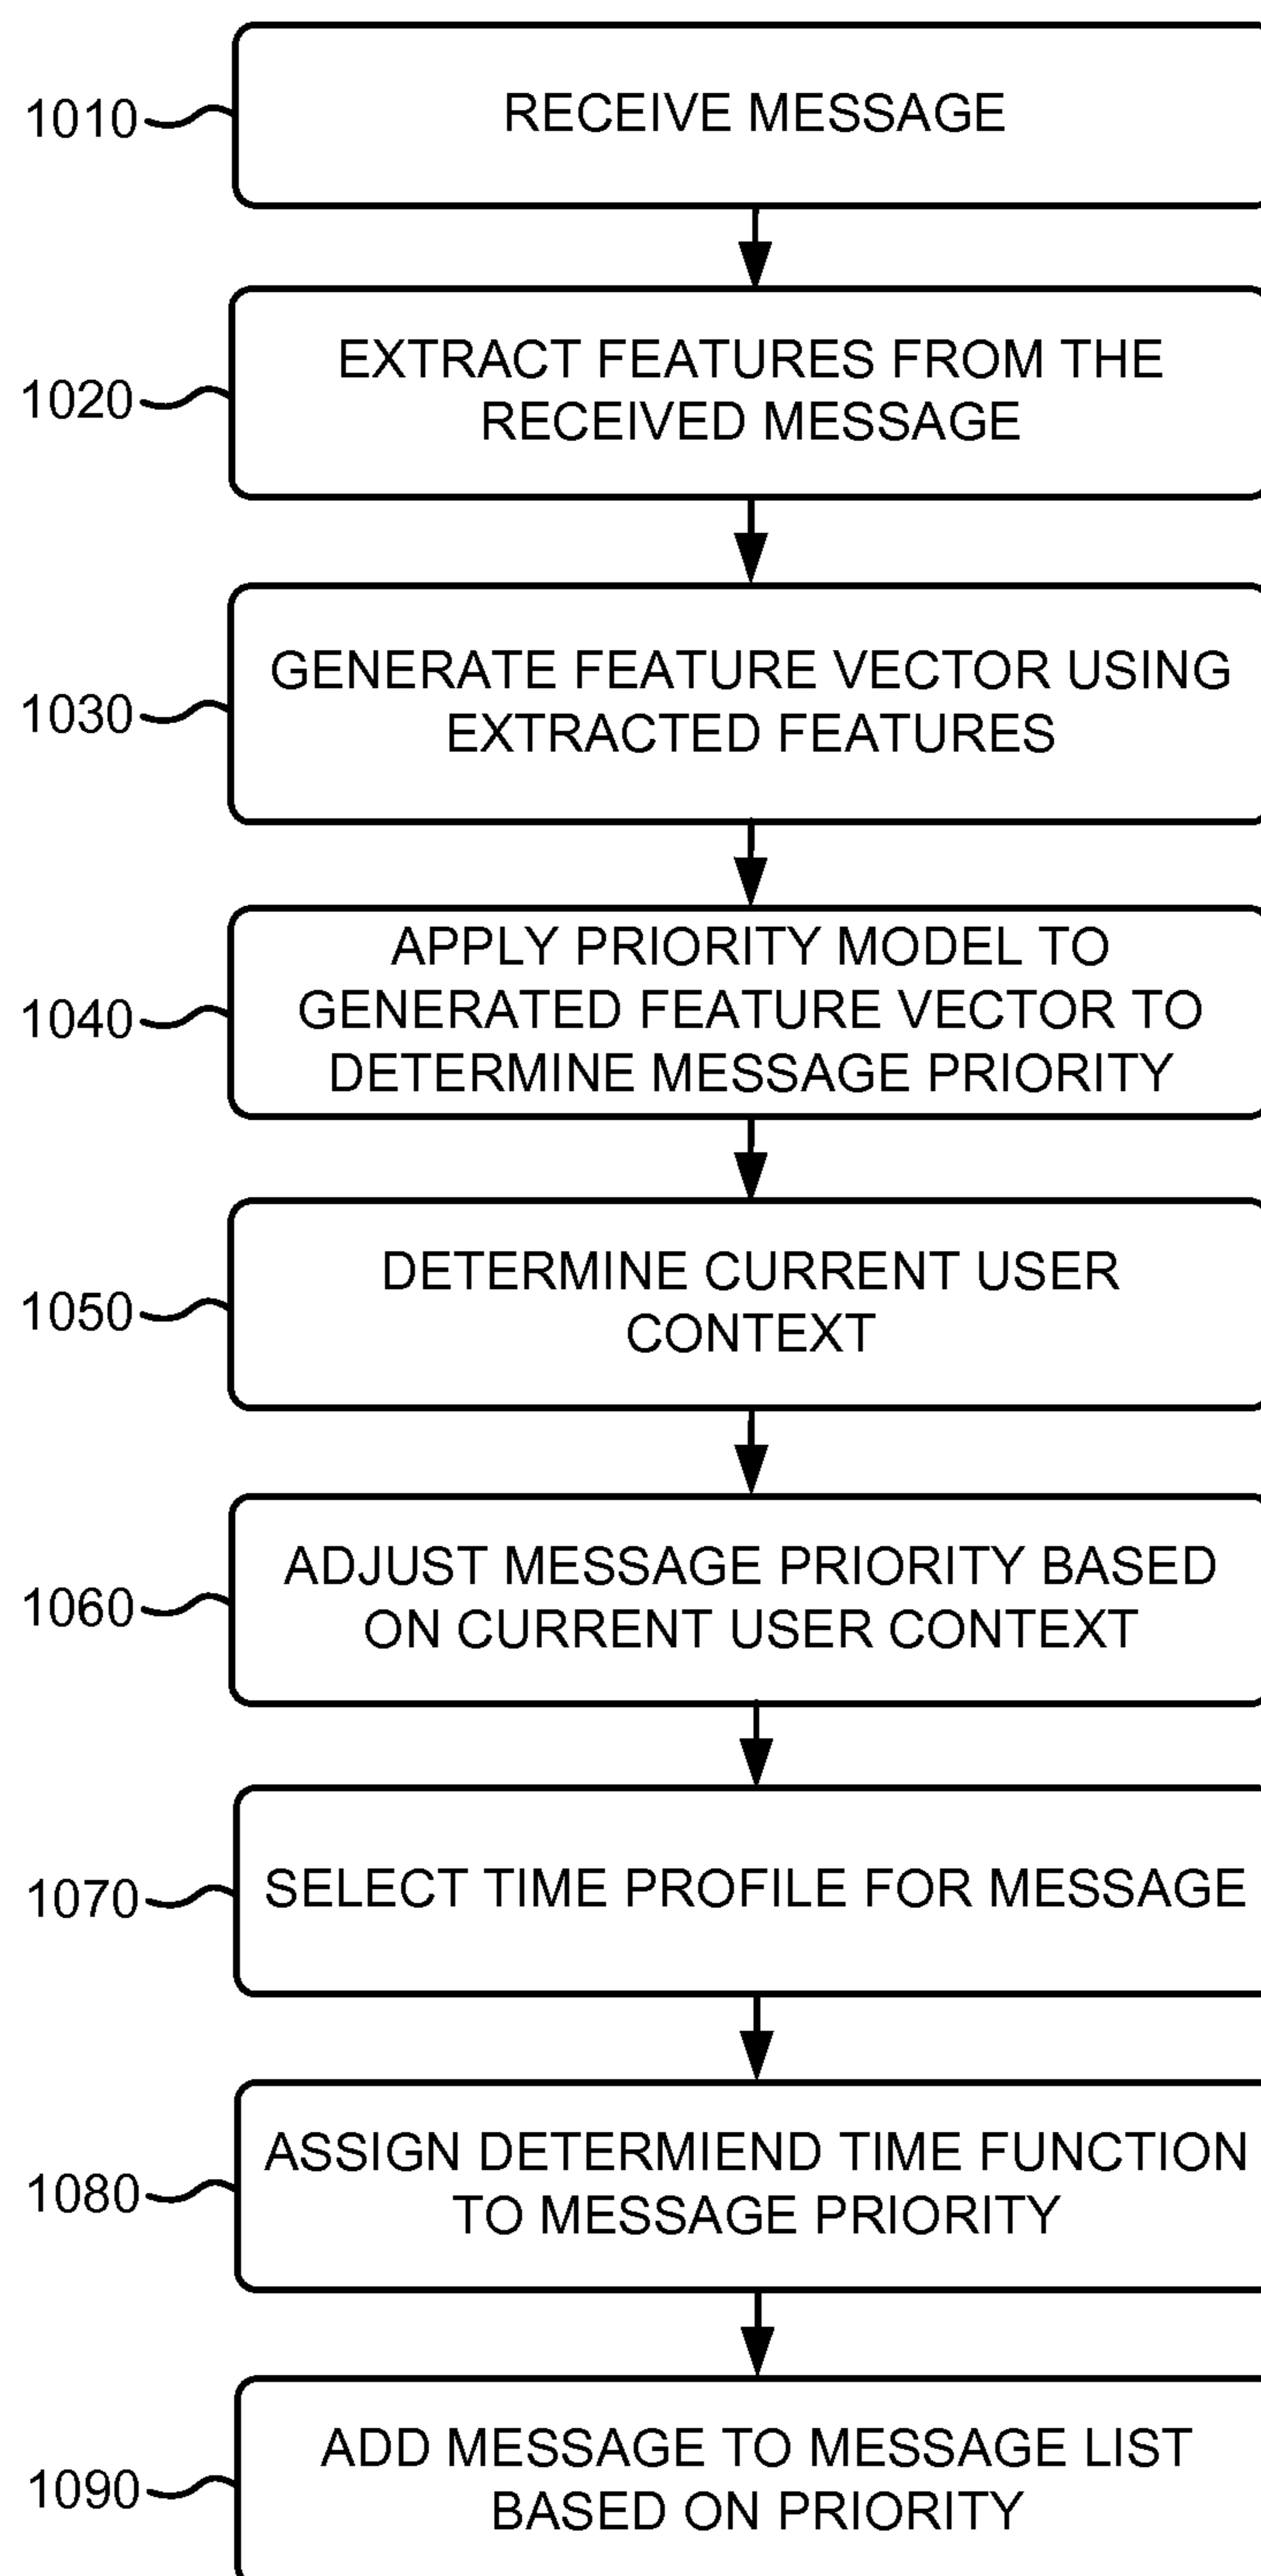 1010
RECEIVE MESSAGE
1020
EXTRACT FEATURES FROM THE
RECEIVED MESSAGE
1030
GENERATE FEATURE VECTOR USING
EXTRACTED FEATURES
1040
APPLY PRIORITY MODEL TO
GENERATED FEATURE VECTOR TO
DETERMINE MESSAGE PRIORITY
1050
DETERMINE CURRENT USER
CONTEXT
1060
ADJUST MESSAGE PRIORITY BASED
ON CURRENT USER CONTEXT
1070
SELECT TIME PROFILE FOR MESSAGE
1080
ASSIGN DETERMIEND TIME FUNCTION
TO MESSAGE PRIORITY
1090
ADD MESSAGE TO MESSAGE LIST
BASED ON PRIORITY